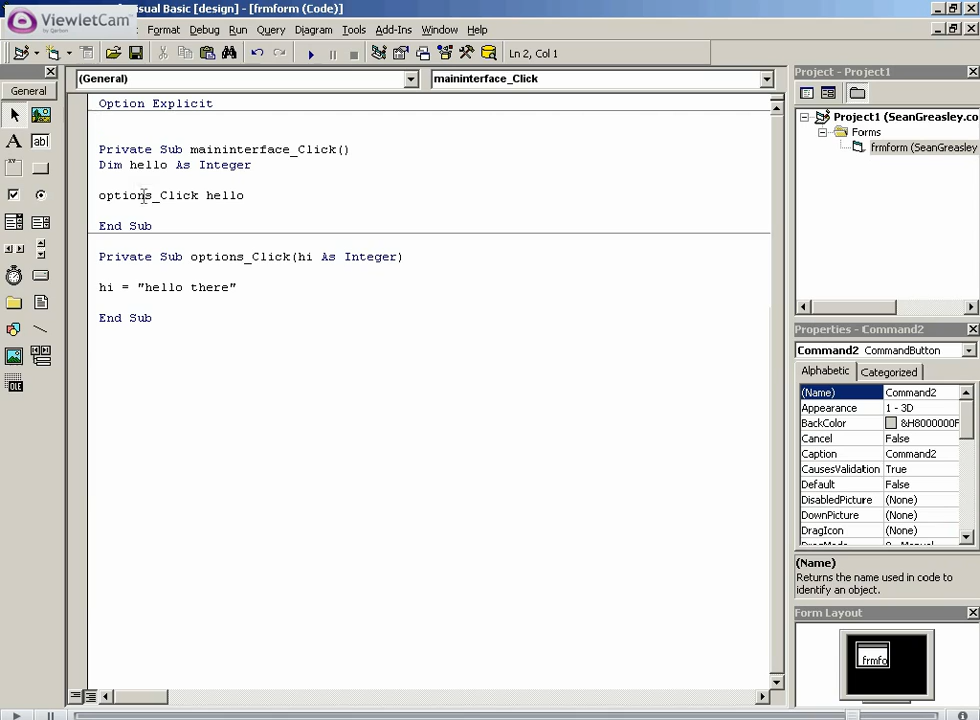 ViewletCam
by Qarbon
isual Basic [design] - [frmform (Code)]
Format Debug Run Query Diagram Tools Add-Ins Window Help
Ln 2, Col 1
General
A
ab|
OLE
(General)
maininterface_Click
Option Explicit
Private Sub maininterface_Click()
Dim hello As Integer
options_Click hello
End Sub
Private Sub options_Click(hi As Integer)
hi = "hello there"
End Sub
Project - Project1
Project1 (SeanGreasley.co
Forms
frmform (SeanGreasley
Properties - Command2
Command2 CommandButton
Alphabetic Categorized
(Name) Command2
Appearance 1 - 3D
BackColor &H8000000F
Cancel False
Caption Command2
CausesValidation True
Default False
DisabledPicture (None)
DownPicture (None)
DragIcon (None)
(Name)
Returns the name used in code to
identify an object.
Form Layout
frmfo